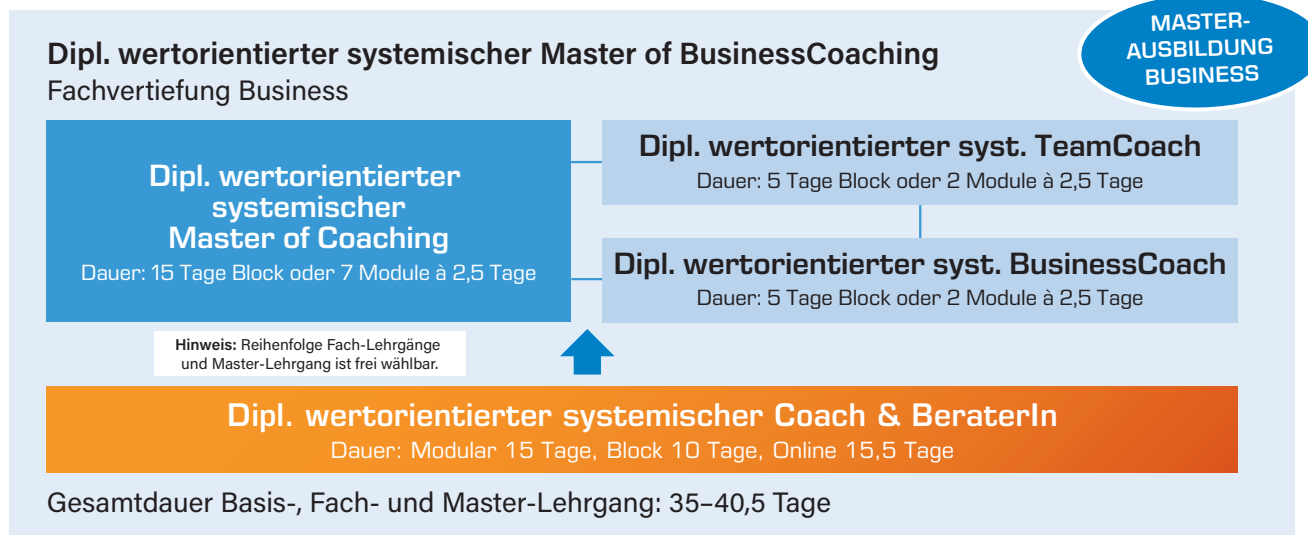 MASTER-
AUSBILDUNG
BUSINESS
Dipl. wertorientierter systemischer Master of BusinessCoaching
Fachvertiefung Business
Dipl. wertorientierter
systemischer
Master of Coaching
Dauer: 15 Tage Block oder 7 Module à 2,5 Tage
Dipl. wertorientierter syst. TeamCoach
Dauer: 5 Tage Block oder 2 Module à 2,5 Tage
Dipl. wertorientierter syst. BusinessCoach
Dauer: 5 Tage Block oder 2 Module à 2,5 Tage
Hinweis: Reihenfolge Fach-Lehrgänge
und Master-Lehrgang ist frei wählbar.
Dipl. wertorientierter systemischer Coach & BeraterIn
Dauer: Modular 15 Tage, Block 10 Tage, Online 15,5 Tage
Gesamtdauer Basis-, Fach- und Master-Lehrgang: 35–40,5 Tage